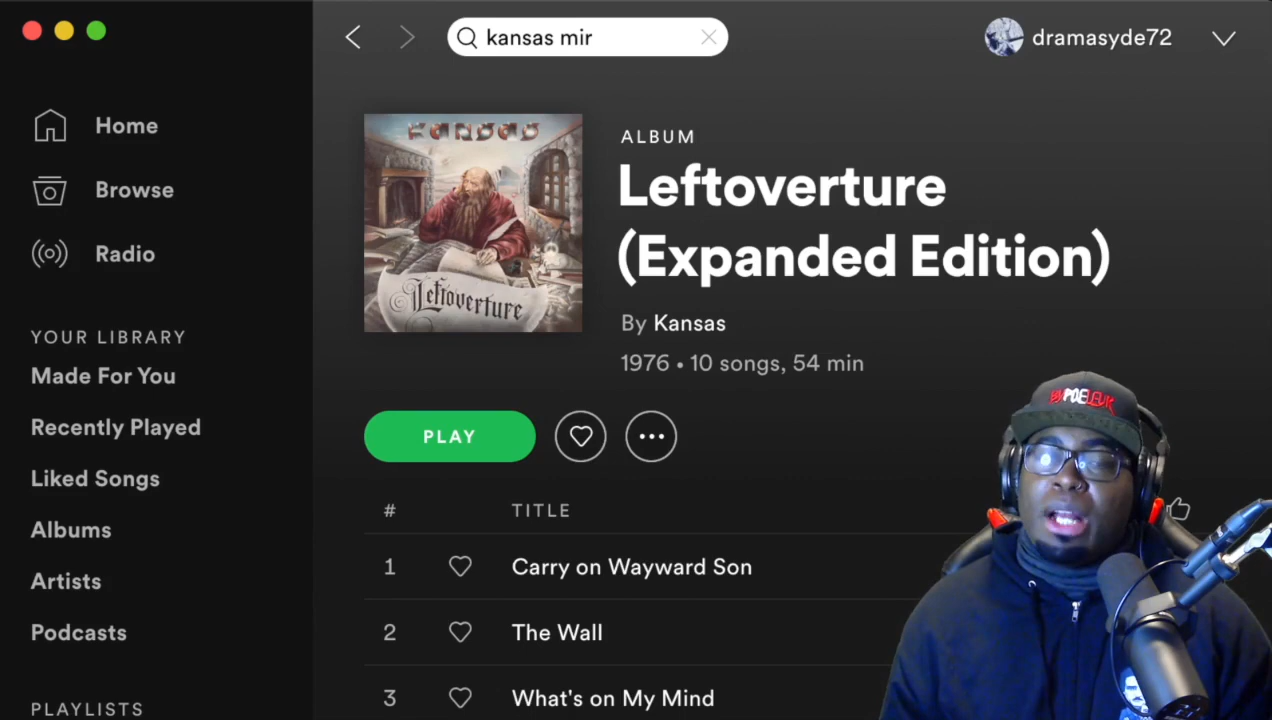 kansas mir
dramasyde72
Home
Browse
Radio
YOUR LIBRARY
Made For You
Recently Played
Liked Songs
Albums
Artists
Podcasts
PLAYLISTS
KANSAS
Leftoverture
ALBUM
Leftoverture
(Expanded Edition)
By Kansas
1976 • 10 songs, 54 min
PLAY
# TITLE
1 Carry on Wayward Son
2 The Wall
3 What's on My Mind